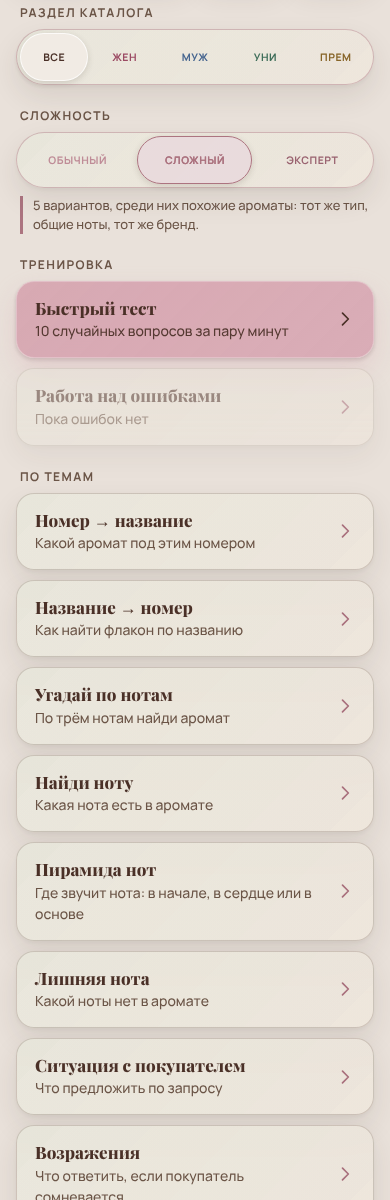 РАЗДЕЛ КАТАЛОГА
ВСЕ ЖЕН МУЖ УНИ ПРЕМ
СЛОЖНОСТЬ
ОБЫЧНЫЙ СЛОЖНЫЙ ЭКСПЕРТ
5 вариантов, среди них похожие ароматы: тот же тип,
общие ноты, тот же бренд.
ТРЕНИРОВКА
Быстрый тест
10 случайных вопросов за пару минут
Работа над ошибками
Пока ошибок нет
ПО ТЕМАМ
Номер → название
Какой аромат под этим номером
Название → номер
Как найти флакон по названию
Угадай по нотам
По трём нотам найди аромат
Найди ноту
Какая нота есть в аромате
Пирамида нот
Где звучит нота: в начале, в сердце или в
основе
Лишняя нота
Какой ноты нет в аромате
Ситуация с покупателем
Что предложить по запросу
Возражения
Что ответить, если покупатель
сомневается